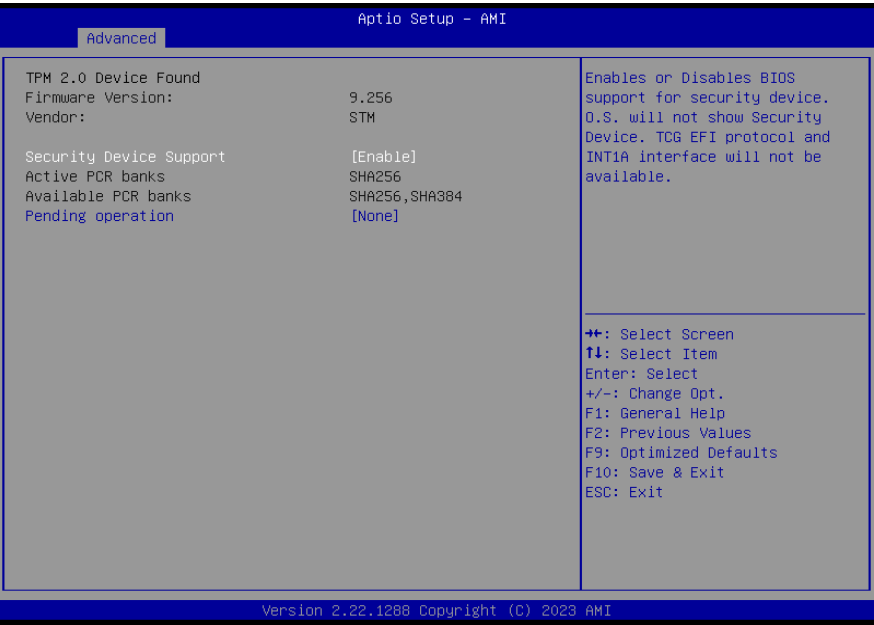 Aptio Setup – AMI
Advanced
TPM 2.0 Device Found
Firmware Version: 9.256
Vendor: STM
Security Device Support [Enable]
Active PCR banks SHA256
Available PCR banks SHA256,SHA384
Pending operation [None]
Enables or Disables BIOS
support for security device.
O.S. will not show Security
Device. TCG EFI protocol and
INT1A interface will not be
available.
→←: Select Screen
↑↓: Select Item
Enter: Select
+/-: Change Opt.
F1: General Help
F2: Previous Values
F9: Optimized Defaults
F10: Save & Exit
ESC: Exit
Version 2.22.1288 Copyright (C) 2023 AMI